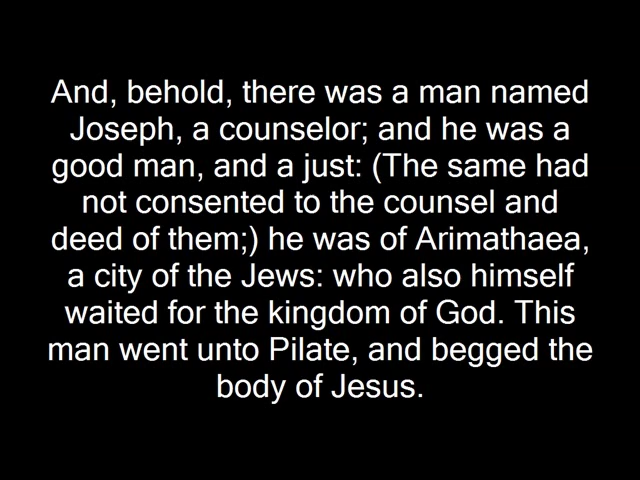 And, behold, there was a man named
Joseph, a counselor; and he was a
good man, and a just: (The same had
not consented to the counsel and
deed of them;) he was of Arimathaea,
a city of the Jews: who also himself
waited for the kingdom of God. This
man went unto Pilate, and begged the
body of Jesus.